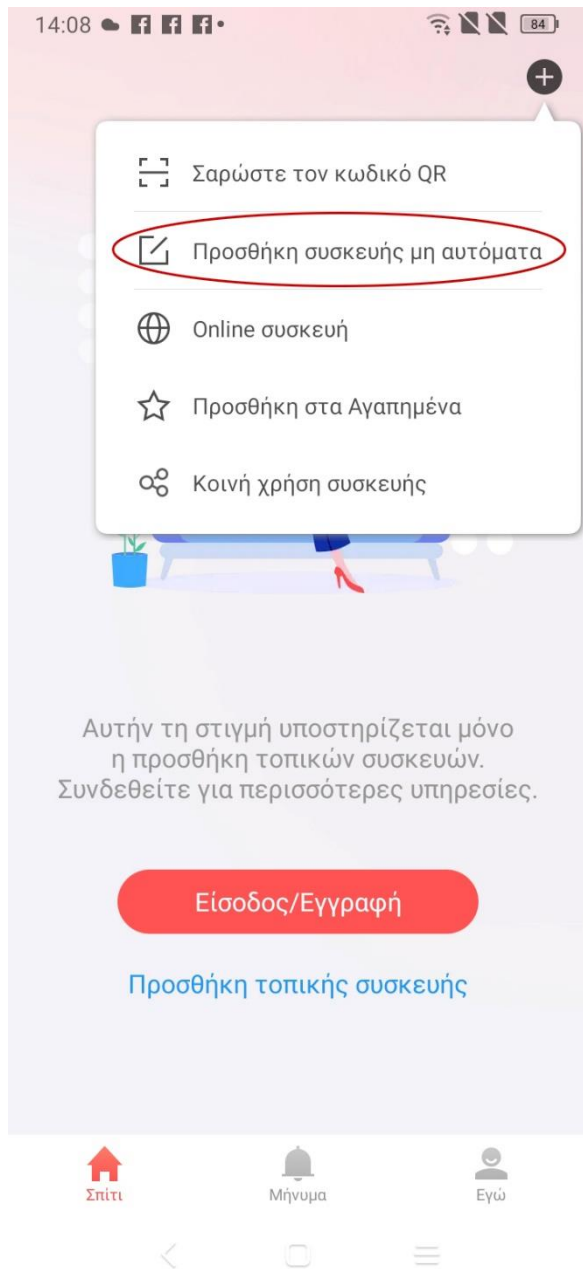 14:08
84
Σαρώστε τον κωδικό QR
Προσθήκη συσκευής μη αυτόματα
Online συσκευή
Προσθήκη στα Αγαπημένα
Κοινή χρήση συσκευής
Αυτήν τη στιγμή υποστηρίζεται μόνο
η προσθήκη τοπικών συσκευών.
Συνδεθείτε για περισσότερες υπηρεσίες.
Είσοδος/Εγγραφή
Προσθήκη τοπικής συσκευής
Σπίτι
Μήνυμα
Εγώ